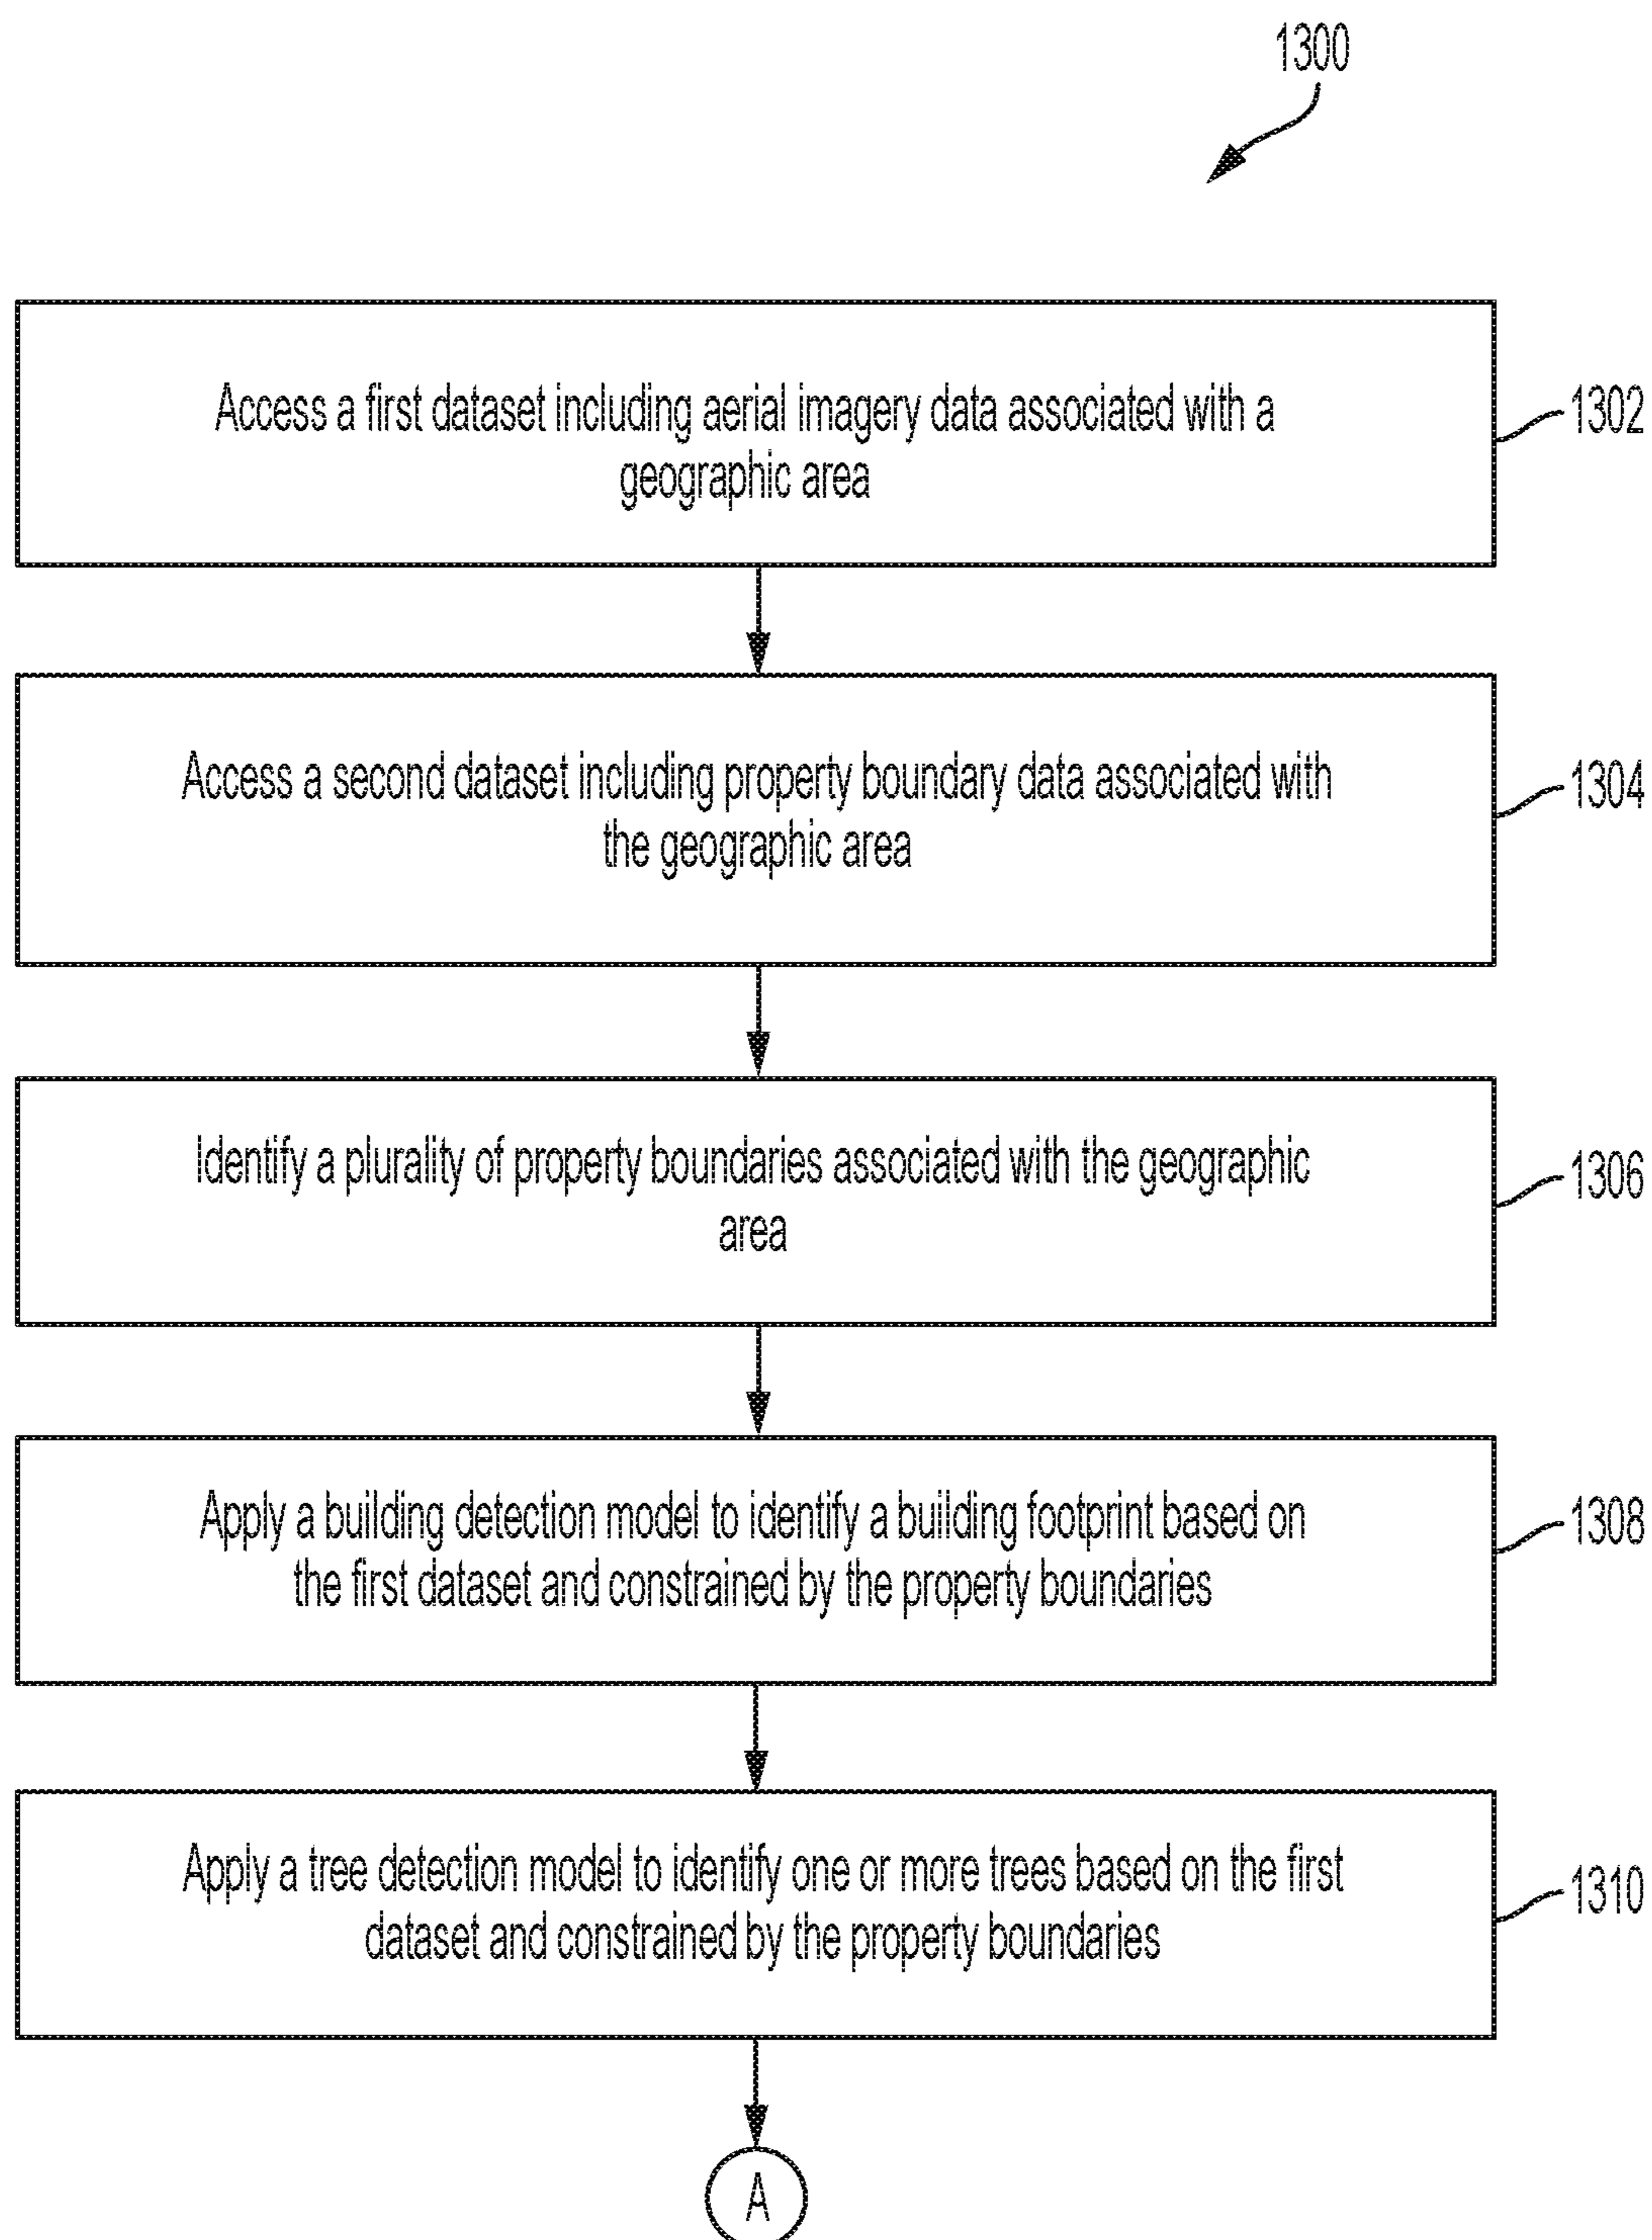 1300
Access a first dataset including aerial imagery data associated with a
geographic area
1302
Access a second dataset including property boundary data associated with
the geographic area
1304
Identify a plurality of property boundaries associated with the geographic
area
1306
Apply a building detection model to identify a building footprint based on
the first dataset and constrained by the property boundaries
1308
Apply a tree detection model to identify one or more trees based on the first
dataset and constrained by the property boundaries
1310
A